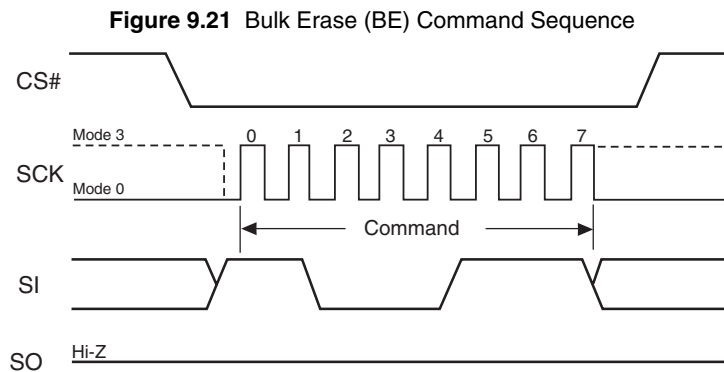 Figure 9.21 Bulk Erase (BE) Command Sequence
CS#
Mode 3
0 1 2 3 4 5 6 7
SCK
Mode 0
Command
SI
Hi-Z
SO